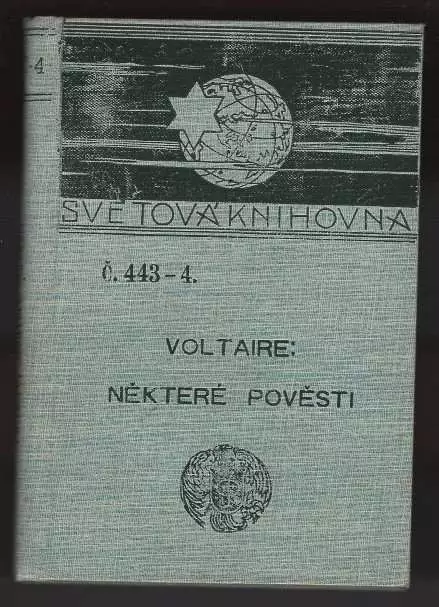 -4
SVĚTOVÁ KNIHOVNA
Č. 443-4.
VOLTAIRE:
NĚKTERÉ POVĚSTI